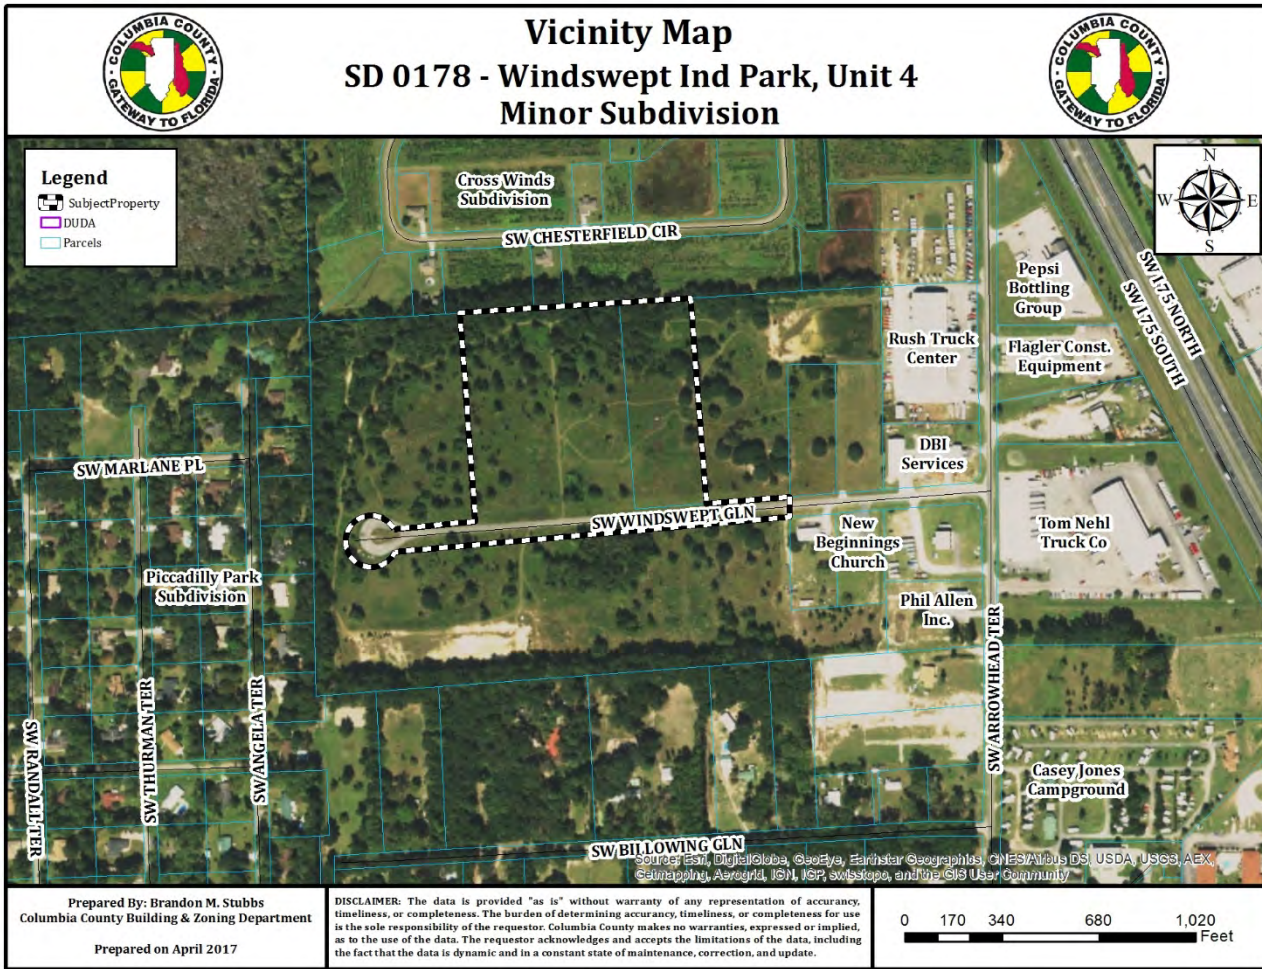 Vicinity Map
SD 0178 - Windswept Ind Park, Unit 4
Minor Subdivision
COLUMBIA COUNTY
GATEWAY TO FLORIDA
COLUMBIA COUNTY
GATEWAY TO FLORIDA
Legend
SubjectProperty
DUDA
Parcels
N
W
E
S
Cross Winds
Subdivision
SW CHESTERFIELD CIR
Pepsi
Bottling
Group
SW I 75 NORTH
SW I 75 SOUTH
Rush Truck
Center
Flagler Const.
Equipment
SW MARLANE PL
DBI
Services
SW WINDSWEPT GLN
New
Beginnings
Church
Tom Nehl
Truck Co
Piccadilly Park
Subdivision
Phil Allen
Inc.
SW ARROWHEAD TER
SW RANDALL TER
SW THURMAN TER
SW ANGELA TER
Casey Jones
Campground
SW BILLOWING GLN
Source: Esri, DigitalGlobe, GeoEye, Earthstar Geographics, CNES/Airbus DS, USDA, USGS, AEX,
Getmapping, Aerogrid, IGN, IGP, swisstopo, and the GIS User Community
Prepared By: Brandon M. Stubbs
Columbia County Building & Zoning Department
Prepared on April 2017
DISCLAIMER: The data is provided "as is" without warranty of any representation of accuracy,
timeliness, or completeness. The burden of determining accuracy, timeliness, or completeness for use
is the sole responsibility of the requestor. Columbia County makes no warranties, expressed or implied,
as to the use of the data. The requestor acknowledges and accepts the limitations of the data, including
the fact that the data is dynamic and in a constant state of maintenance, correction, and update.
0 170 340 680 1,020
Feet